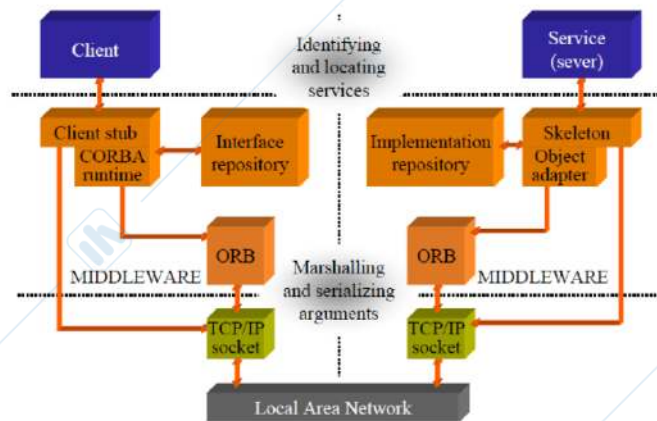 Client
Identifying
and locating
services
Service
(sever)
Client stub
CORBA
runtime
Interface
repository
Implementation
repository
Skeleton
Object
adapter
ORB
ORB
MIDDLEWARE
Marshalling
and serializing
arguments
MIDDLEWARE
TCP/IP
socket
TCP/IP
socket
Local Area Network